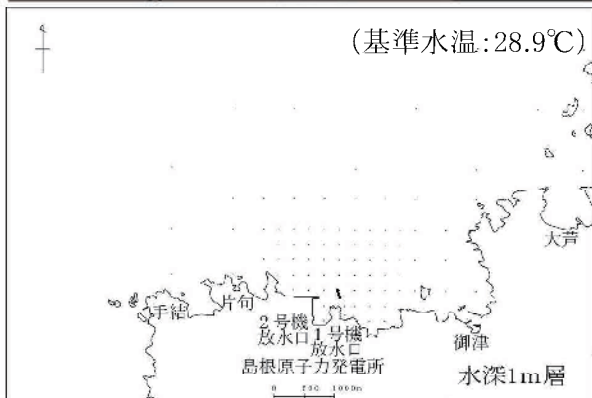 (基準水温:28.9℃)
大芦
手結
片句
2号機
放水口
1号機
放水口
御津
島根原子力発電所
水深1m層
0 500 1000m